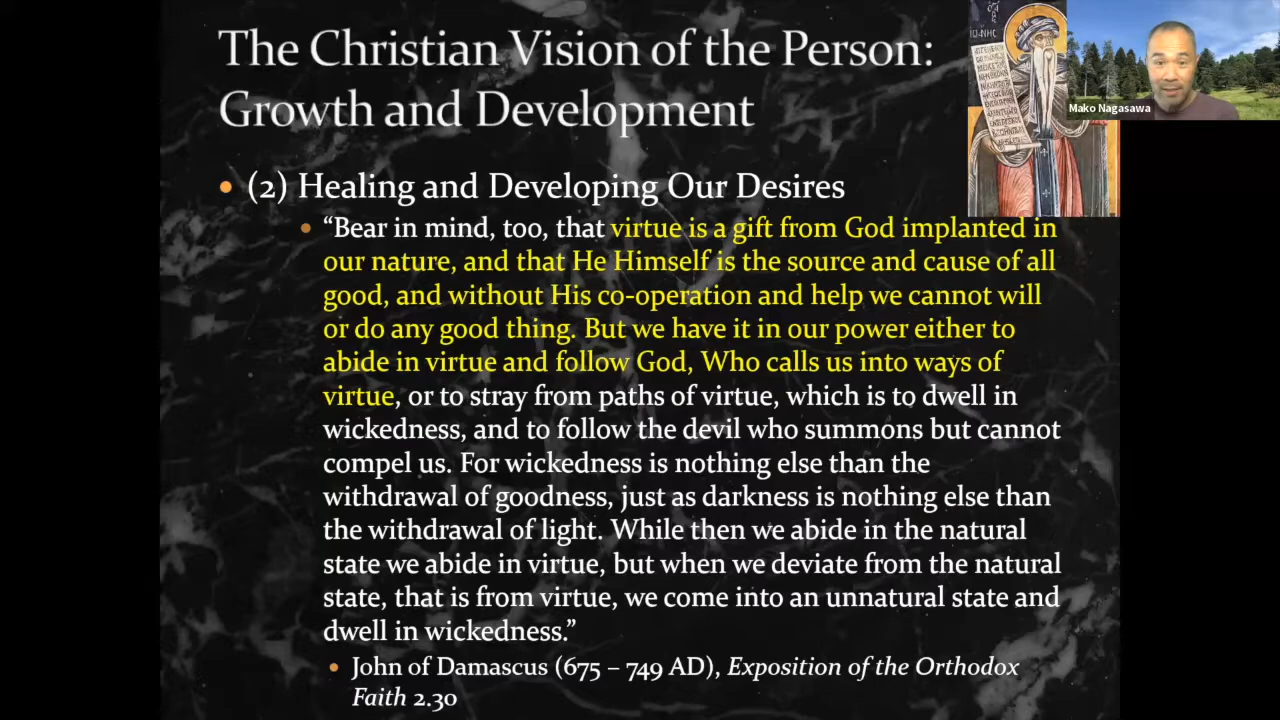 The Christian Vision of the Person:
Growth and Development
(2) Healing and Developing Our Desires
“Bear in mind, too, that virtue is a gift from God implanted in
our nature, and that He Himself is the source and cause of all
good, and without His co-operation and help we cannot will
or do any good thing. But we have it in our power either to
abide in virtue and follow God, Who calls us into ways of
virtue, or to stray from paths of virtue, which is to dwell in
wickedness, and to follow the devil who summons but cannot
compel us. For wickedness is nothing else than the
withdrawal of goodness, just as darkness is nothing else than
the withdrawal of light. While then we abide in the natural
state we abide in virtue, but when we deviate from the natural
state, that is from virtue, we come into an unnatural state and
dwell in wickedness.”
John of Damascus (675 – 749 AD), Exposition of the Orthodox
Faith 2.30
Mako Nagasawa